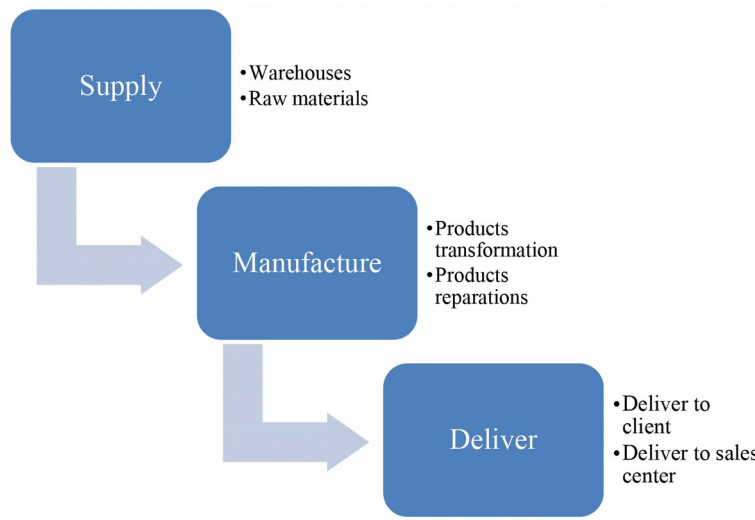 Supply
•Warehouses
•Raw materials
Manufacture
•Products
transformation
•Products
reparations
Deliver
•Deliver to
client
•Deliver to sales
center